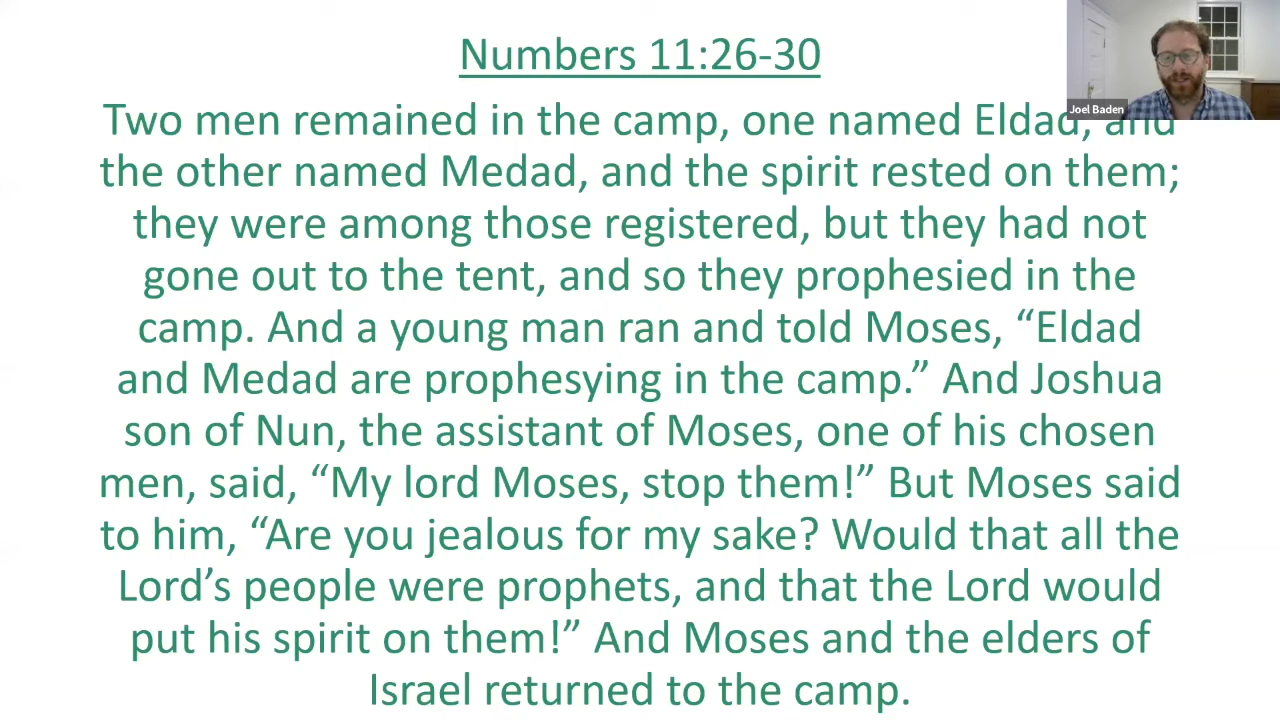 Numbers 11:26-30
Joel Baden
Two men remained in the camp, one named Eldad, and
the other named Medad, and the spirit rested on them;
they were among those registered, but they had not
gone out to the tent, and so they prophesied in the
camp. And a young man ran and told Moses, “Eldad
and Medad are prophesying in the camp.” And Joshua
son of Nun, the assistant of Moses, one of his chosen
men, said, “My lord Moses, stop them!” But Moses said
to him, “Are you jealous for my sake? Would that all the
Lord’s people were prophets, and that the Lord would
put his spirit on them!” And Moses and the elders of
Israel returned to the camp.